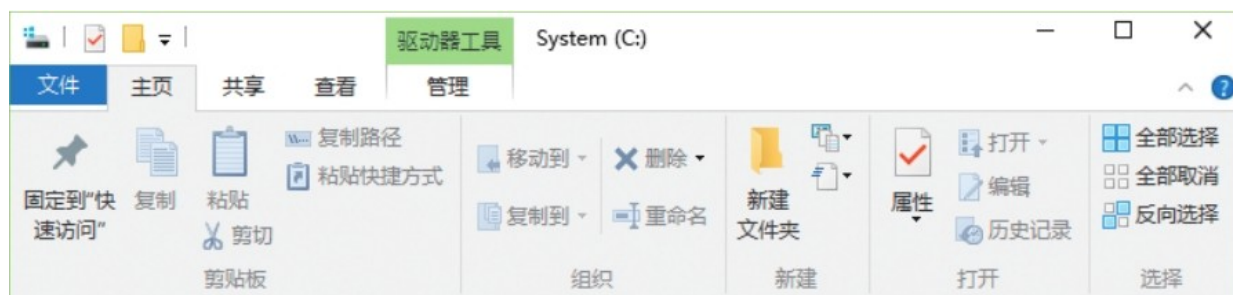 驱动器工具 System (C:)
文件 主页 共享 查看 管理
固定到“快
速访问”
复制
粘贴
复制路径
粘贴快捷方式
剪切
剪贴板
移动到
复制到
删除
重命名
组织
新建
文件夹
新建
属性
打开
编辑
历史记录
打开
全部选择
全部取消
反向选择
选择